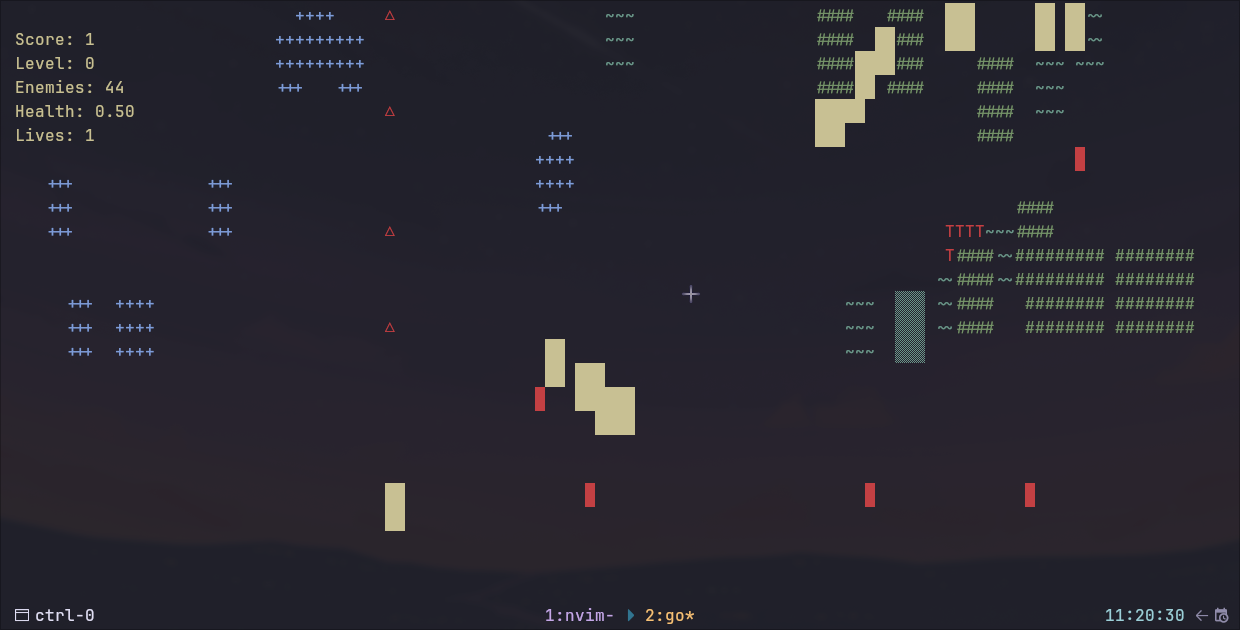 Score: 1
Level: 0
Enemies: 44
Health: 0.50
Lives: 1
TTTT
T
ctrl-0 1:nvim- 2:go* 11:20:30